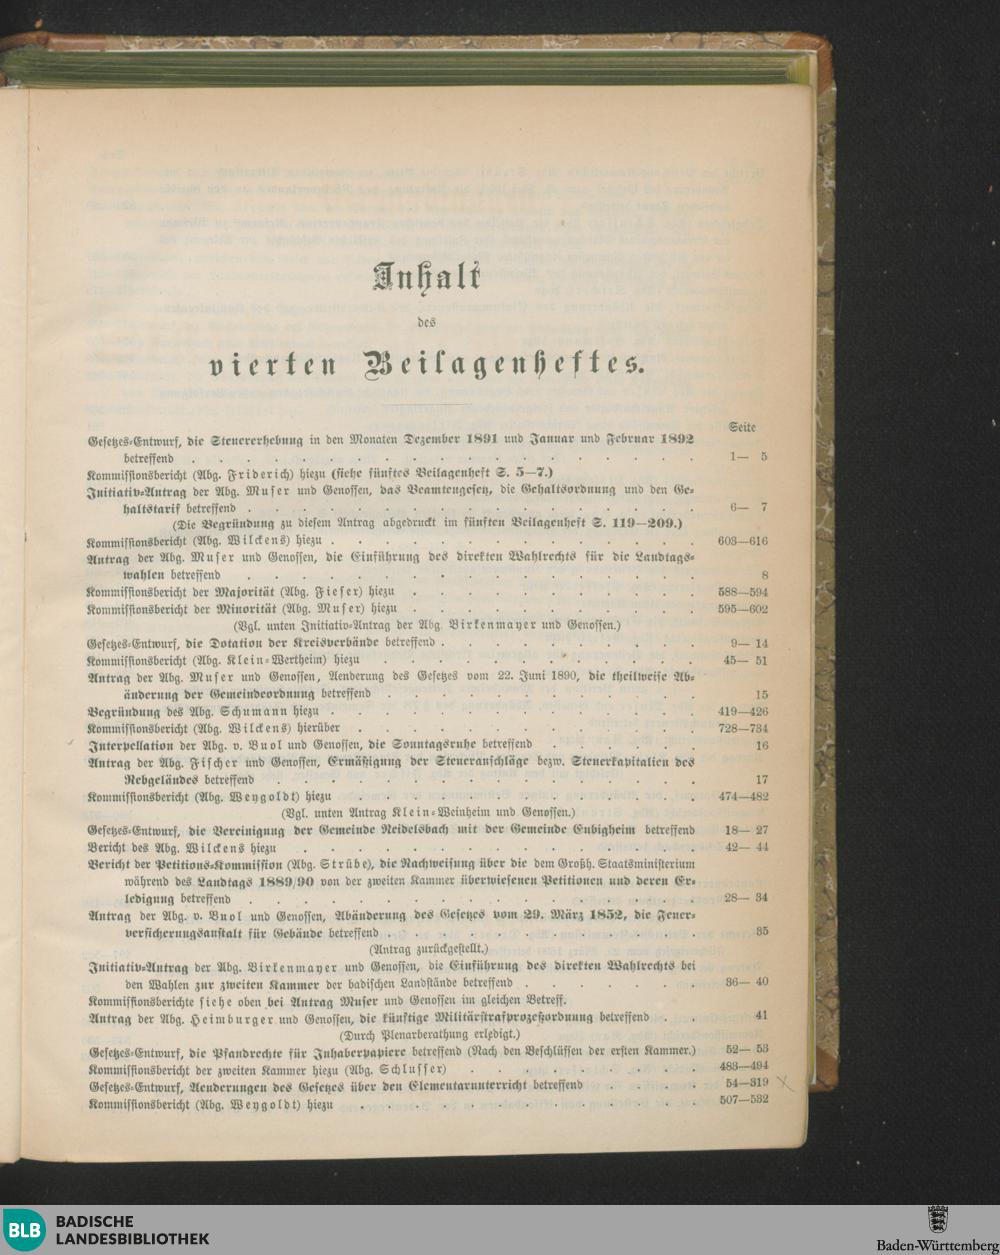 Inhalt
des
vierten Beilagenheftes.
Seite
Gesetzes-Entwurf, die Steuererhebung in den Monaten Dezember 1891 und Januar und Februar 1892
betreffend . . . . . . . . . . . . . . . 1— 5
Kommissionsbericht (Abg. Friderich) hiezu (siehe fünftes Beilagenheft S. 5—7.)
Initiativ-Antrag der Abg. Muser und Genossen, das Beamtengesetz, die Gehaltsordnung und den Ge-
haltstarif betreffend . . . . . . . . . . . . . 6— 7
(Die Begründung zu diesem Antrag abgedruckt im fünften Beilagenheft S. 119—209.)
Kommissionsbericht (Abg. Wilckens) hiezu . . . . . . . . . . . 603—616
Antrag der Abg. Muser und Genossen, die Einführung des direkten Wahlrechts für die Landtags-
wahlen betreffend . . . . . . . . . . . . . 8
Kommissionsbericht der Majorität (Abg. Fieser) hiezu . . . . . . . . . 588—594
Kommissionsbericht der Minorität (Abg. Muser) hiezu . . . . . . . . . 595—602
(Vgl. unten Initiativ-Antrag der Abg. Birkenmayer und Genossen.)
Gesetzes-Entwurf, die Dotation der Kreisverbände betreffend . . . . . . . . 9— 14
Kommissionsbericht (Abg. Klein-Wertheim) hiezu . . . . . . . . . . 45— 51
Antrag der Abg. Muser und Genossen, Aenderung des Gesetzes vom 22. Juni 1890, die theilweise Ab-
änderung der Gemeindeordnung betreffend . . . . . . . . . . 15
Begründung des Abg. Schumann hiezu . . . . . . . . . . . 419—426
Kommissionsbericht (Abg. Wilckens) hierüber . . . . . . . . . . 728—734
Interpellation der Abg. v. Buol und Genossen, die Sonntagsruhe betreffend . . . . . 16
Antrag der Abg. Fischer und Genossen, Ermäßigung der Steueranschläge bezw. Steuerkapitalien des
Rebgeländes betreffend . . . . . . . . . . . . 17
Kommissionsbericht (Abg. Weygoldt) hiezu . . . . . . . . . . . 474—482
(Vgl. unten Antrag Klein-Weinheim und Genossen.)
Gesetzes-Entwurf, die Vereinigung der Gemeinde Neidelsbach mit der Gemeinde Eubigheim betreffend 18— 27
Bericht des Abg. Wilckens hiezu . . . . . . . . . . . . 42— 44
Bericht der Petitions-Kommission (Abg. Strübe), die Nachweisung über die dem Großh. Staatsministerium
während des Landtags 1889/90 von der zweiten Kammer überwiesenen Petitionen und deren Er-
ledigung betreffend . . . . . . . . . . . . . 28— 34
Antrag der Abg. v. Buol und Genossen, Abänderung des Gesetzes vom 29. März 1852, die Feuer-
versicherungsanstalt für Gebäude betreffend . . . . . . . . . . 35
(Antrag zurückgestellt.)
Initiativ-Antrag der Abg. Birkenmayer und Genossen, die Einführung des direkten Wahlrechts bei
den Wahlen zur zweiten Kammer der badischen Landstände betreffend . . . . . . 36— 40
Kommissionsberichte siehe oben bei Antrag Muser und Genossen im gleichen Betreff.
Antrag der Abg. Heimburger und Genossen, die künftige Militärstrafprozeßordnung betreffend . . 41
(Durch Plenarberathung erledigt.)
Gesetzes-Entwurf, die Pfandrechte für Inhaberpapiere betreffend (Nach den Beschlüssen der ersten Kammer.) 52— 53
Kommissionsbericht der zweiten Kammer hiezu (Abg. Schlusser) . . . . . . . 483—494
Gesetzes-Entwurf, Aenderungen des Gesetzes über den Elementarunterricht betreffend . . . . 54—319
Kommissionsbericht (Abg. Weygoldt) hiezu . . . . . . . . . . . 507—532
BLB BADISCHE
LANDESBIBLIOTHEK
Baden-Württemberg